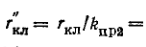 r″кл = rкл/kпр2 =